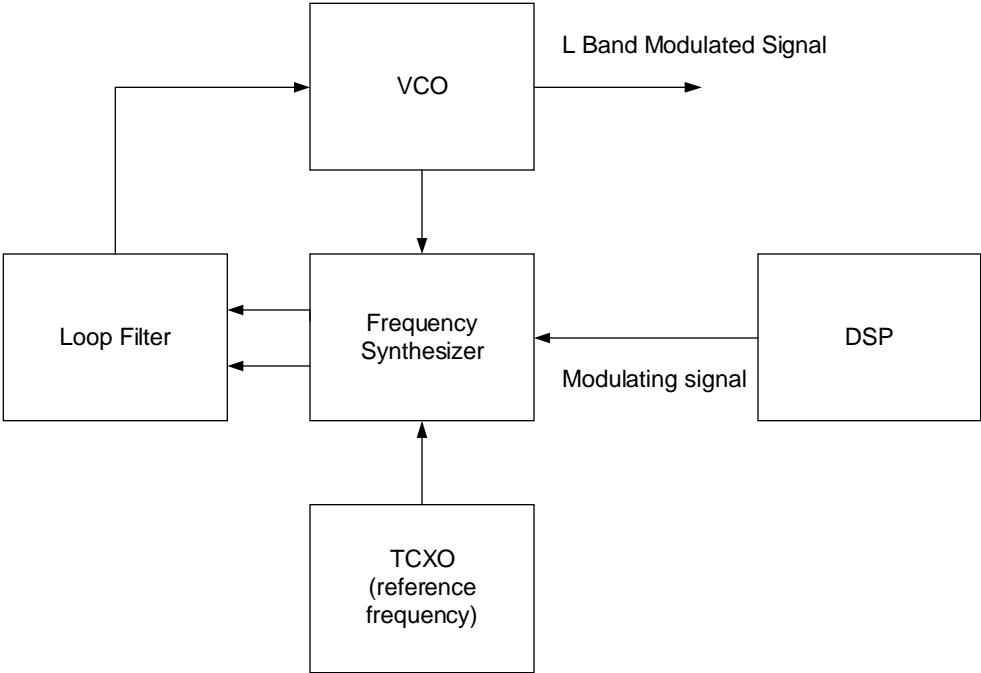 L Band Modulated Signal
VCO
Loop Filter
Frequency
Synthesizer
DSP
Modulating signal
TCXO
(reference
frequency)